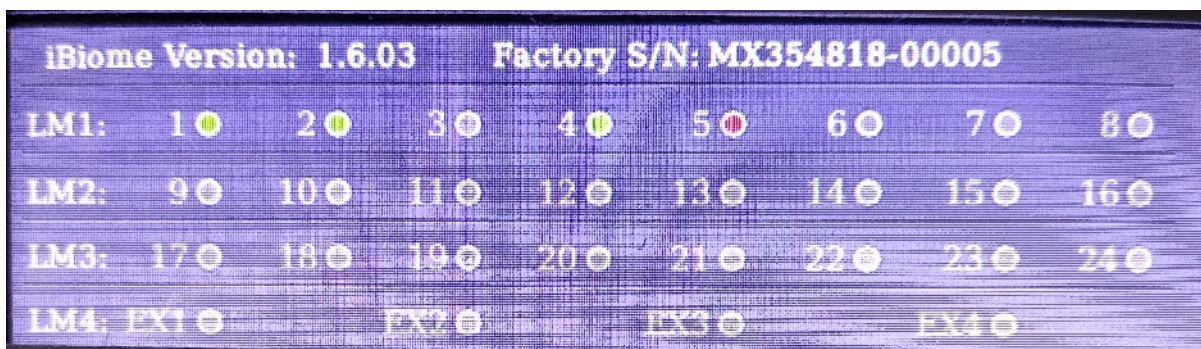 iBiome Version: 1.6.03 Factory S/N: MX354818-00005
LM1: 1 2 3 4 5 6 7 8
LM2: 9 10 11 12 13 14 15 16
LM3: 17 18 19 20 21 22 23 24
LM4: EX1 EX2 EX3 EX4